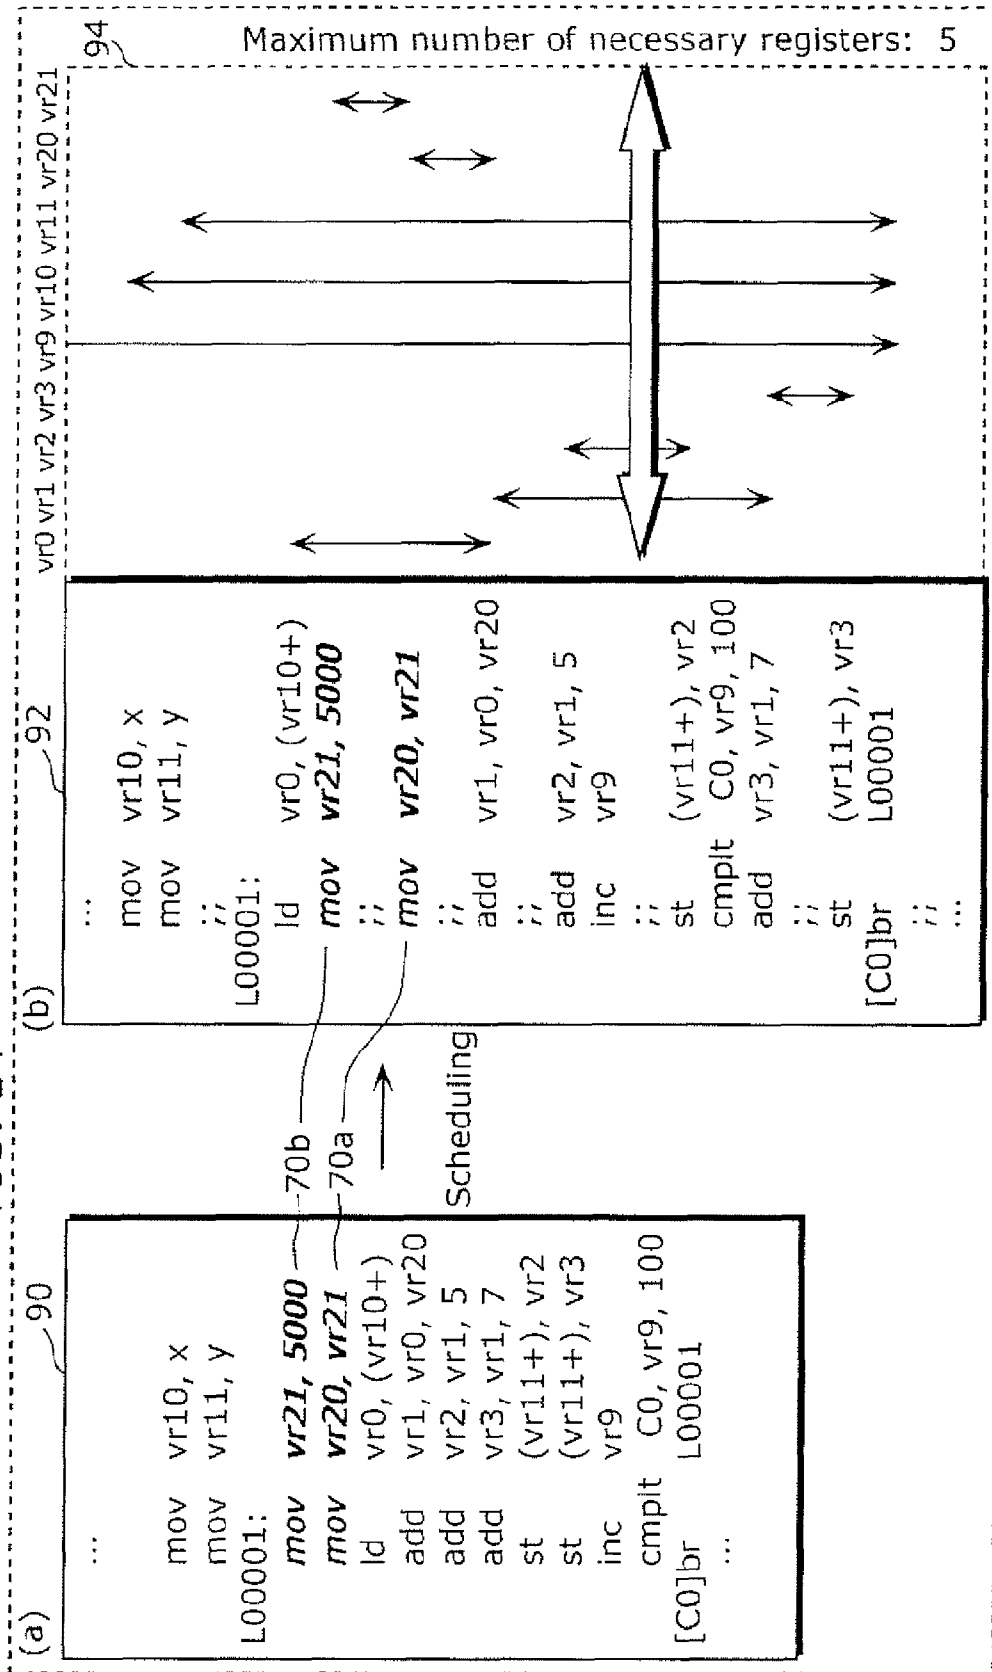 (a)
90
...
mov vr10, x
mov vr11, y
L00001:
mov vr21, 5000
mov vr20, vr21
ld vr0, (vr10+)
add vr1, vr0, vr20
add vr2, vr1, 5
add vr3, vr1, 7
st (vr11+), vr2
st (vr11+), vr3
inc vr9
cmplt C0, vr9, 100
[C0]br L00001
...
70b
70a
Scheduling
(b)
92
...
mov vr10, x
mov vr11, y
;;
L00001:
ld vr0, (vr10+)
mov vr21, 5000
;;
mov vr20, vr21
;;
add vr1, vr0, vr20
;;
add vr2, vr1, 5
inc vr9
;;
st (vr11+), vr2
cmplt C0, vr9, 100
add vr3, vr1, 7
;;
st (vr11+), vr3
[C0]br L00001
;;
...
vr0 vr1 vr2 vr3 vr9 vr10 vr11 vr20 vr21
94
Maximum number of necessary registers: 5